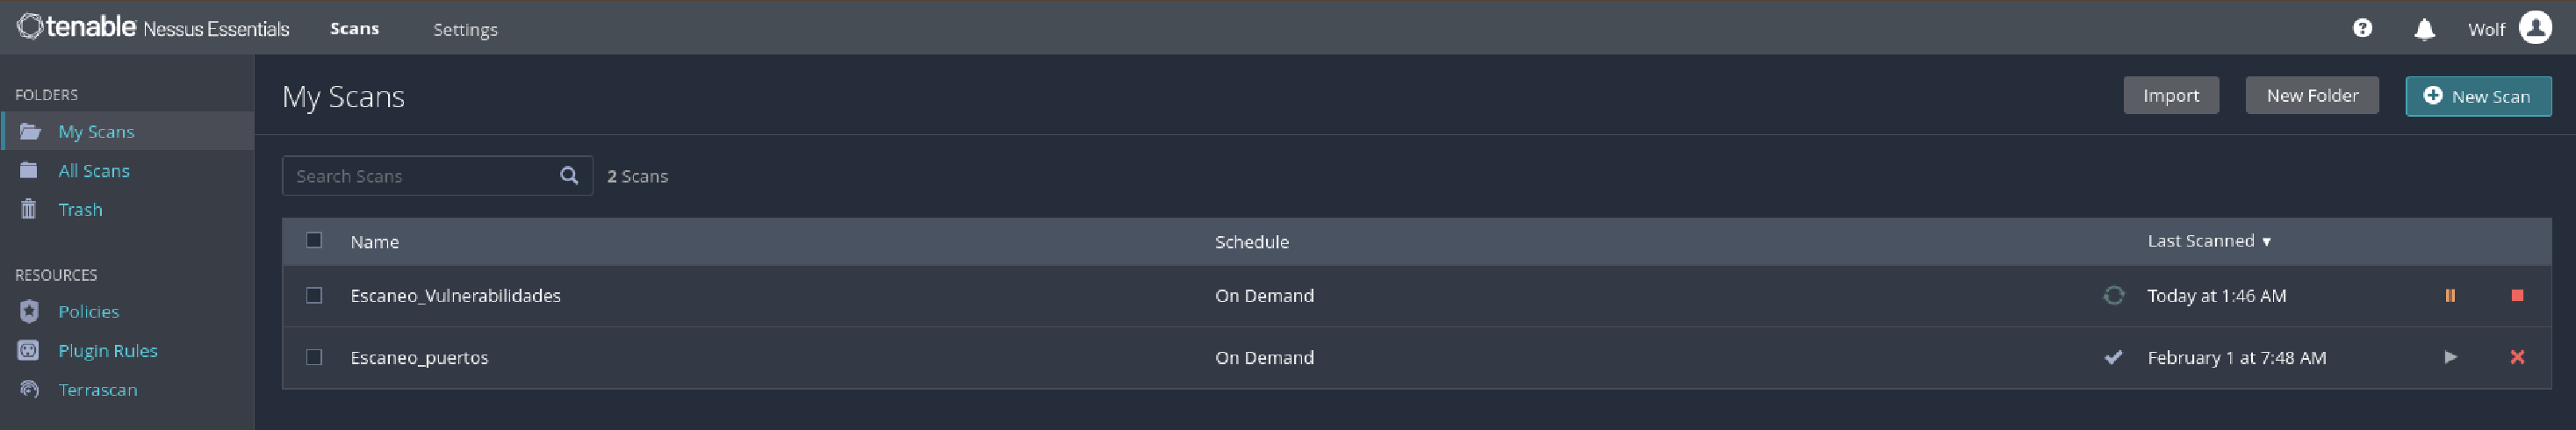 tenable Nessus Essentials Scans Settings Wolf
FOLDERS
My Scans
All Scans
Trash
RESOURCES
Policies
Plugin Rules
Terrascan
My Scans
Import New Folder New Scan
Search Scans 2 Scans
Name Schedule Last Scanned ▼
Escaneo_Vulnerabilidades On Demand Today at 1:46 AM
Escaneo_puertos On Demand February 1 at 7:48 AM